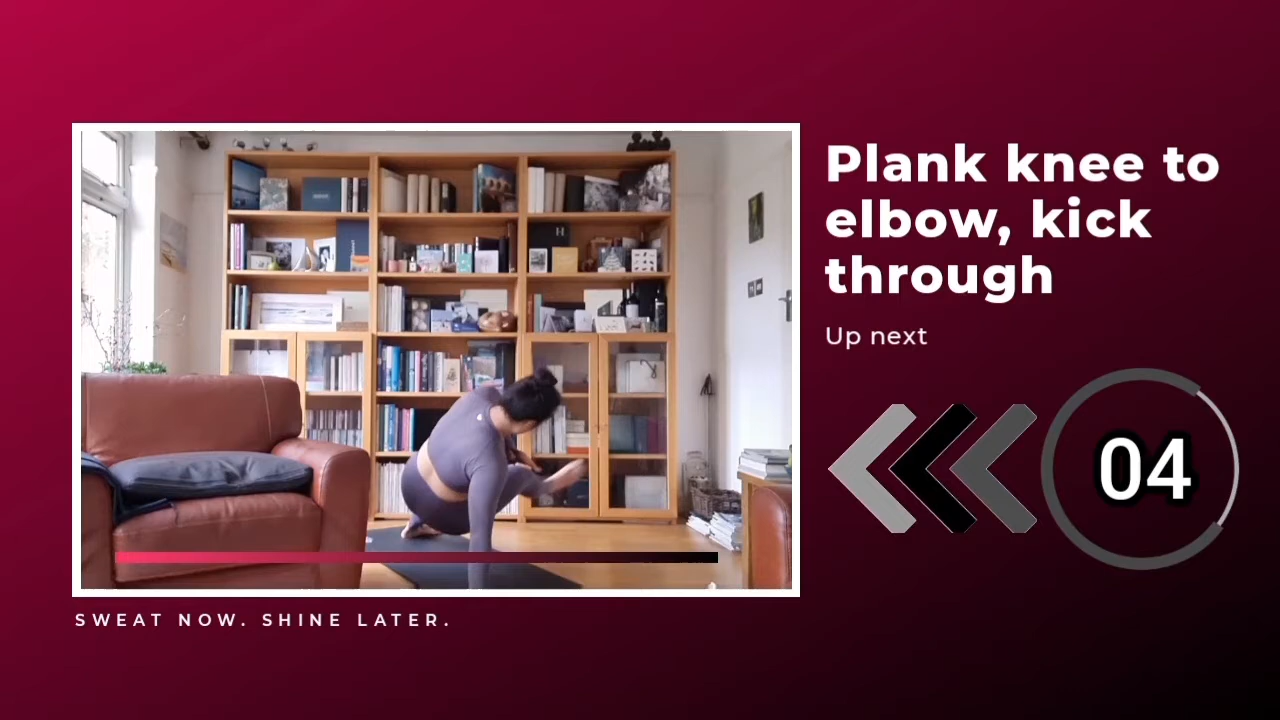 Plank knee to
elbow, kick
through
Up next
04
SWEAT NOW. SHINE LATER.